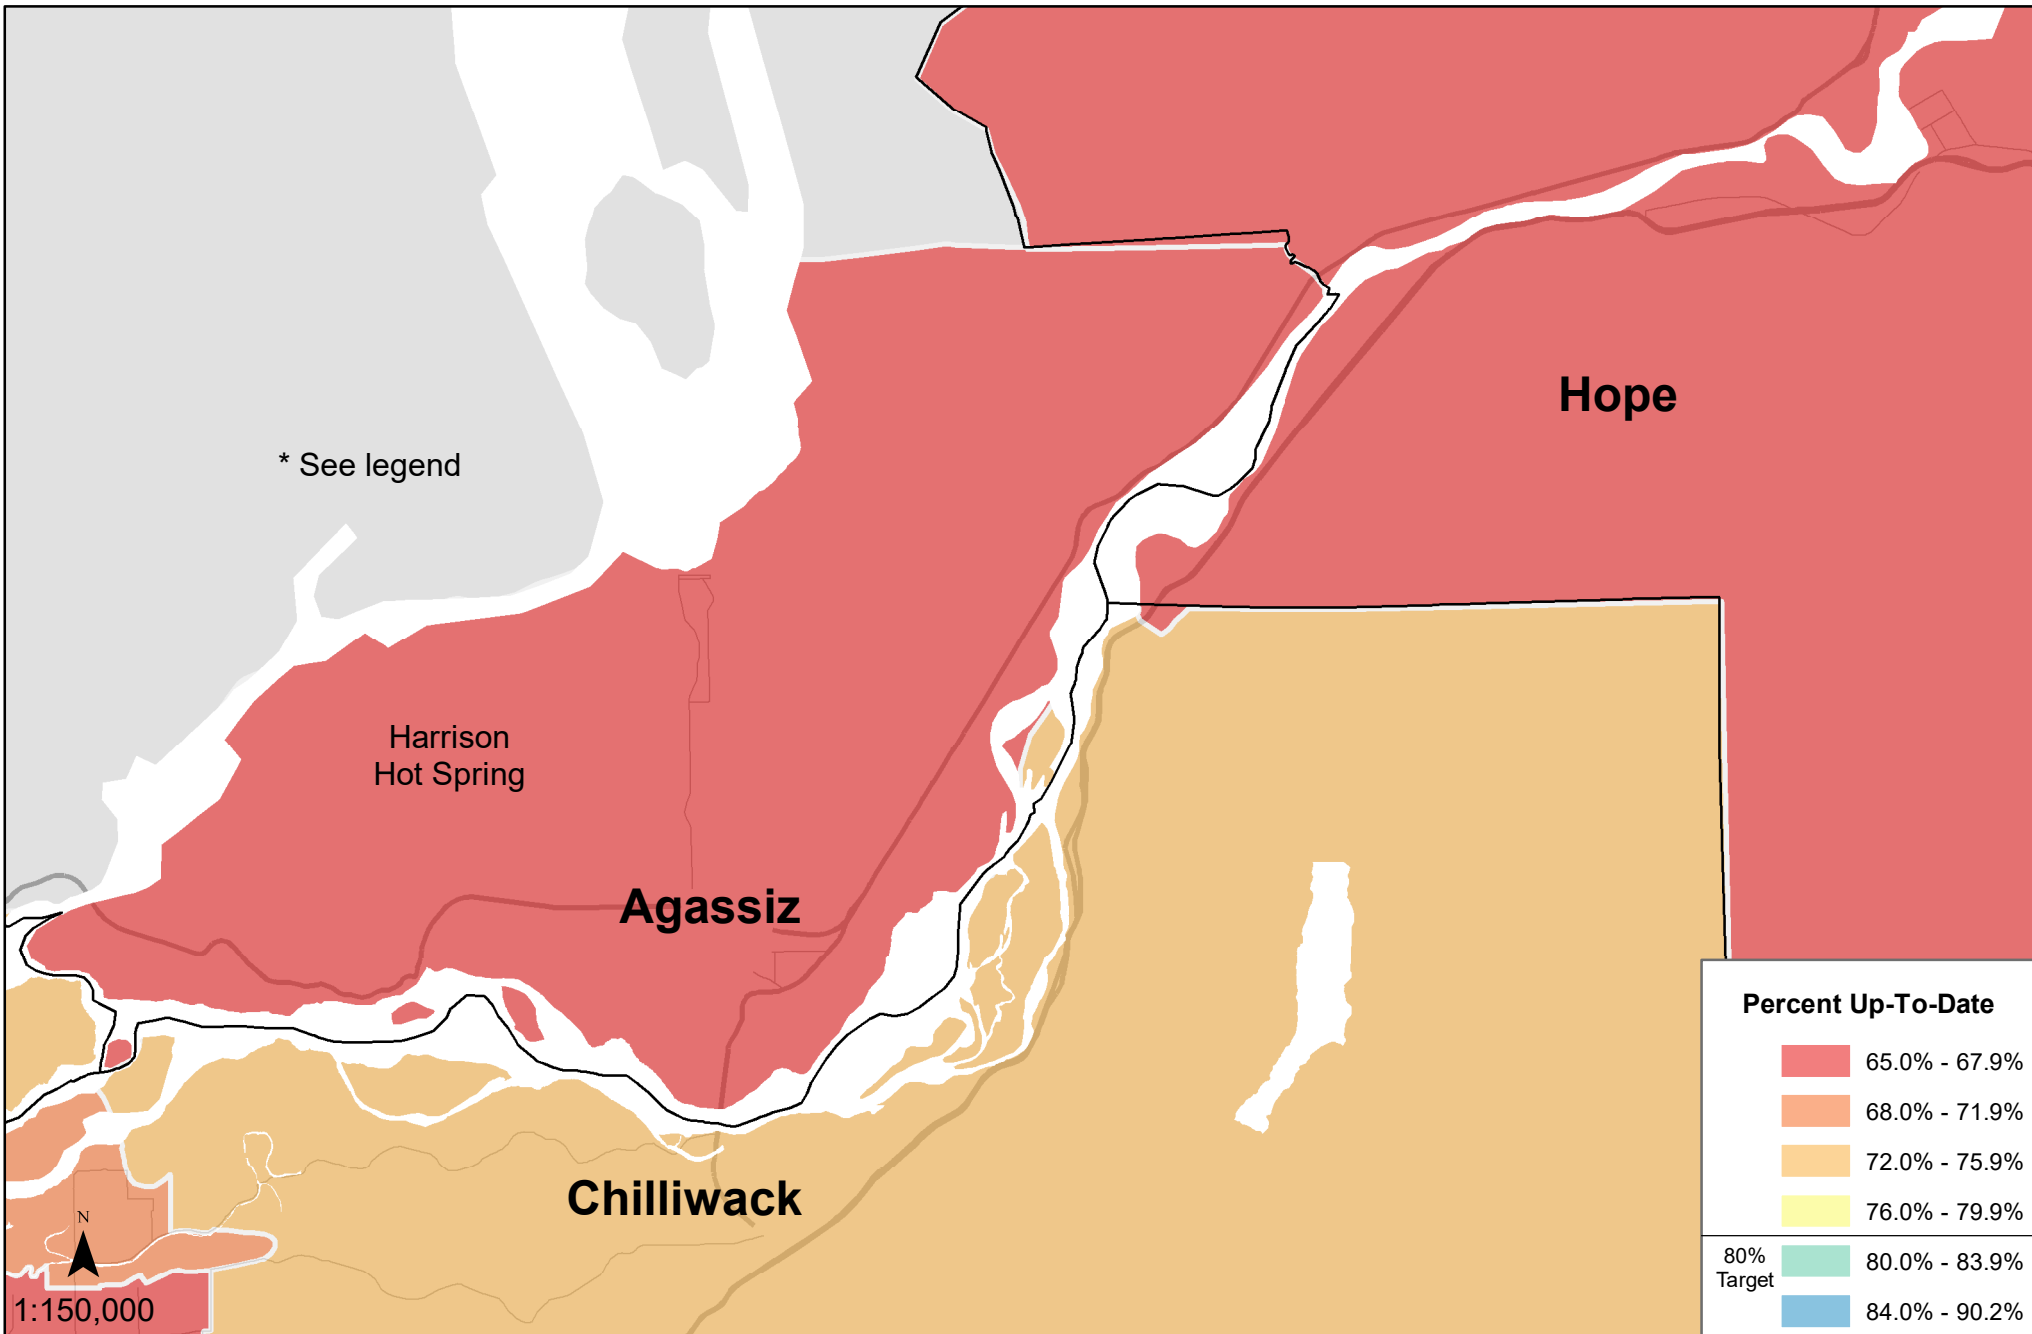 Hope
* See legend
Harrison
Hot Spring
Agassiz
Chilliwack
N
1:150,000
Percent Up-To-Date
65.0% - 67.9%
68.0% - 71.9%
72.0% - 75.9%
76.0% - 79.9%
80%
Target
80.0% - 83.9%
84.0% - 90.2%